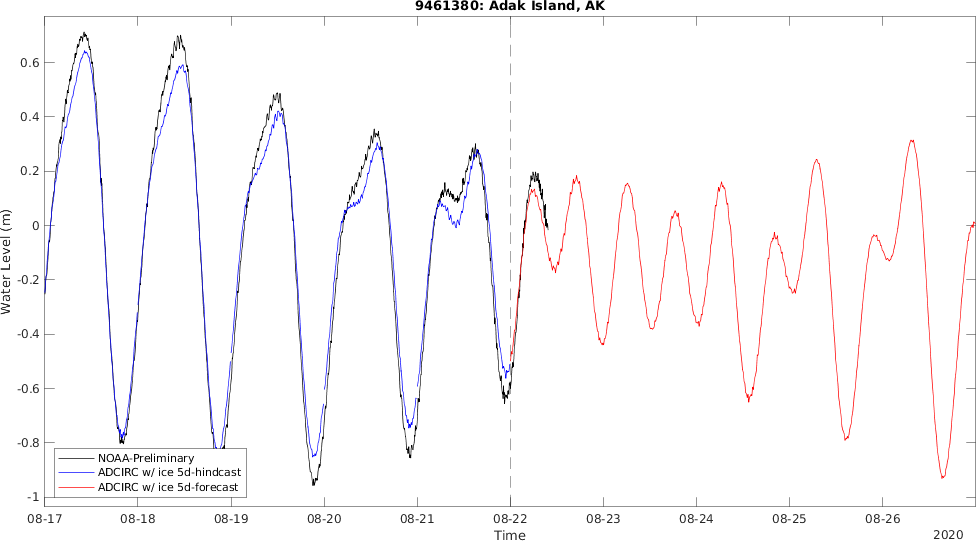 9461380: Adak Island, AK
Water Level (m)
0.6
0.4
0.2
0
-0.2
-0.4
-0.6
-0.8
-1
NOAA-Preliminary
ADCIRC w/ ice 5d-hindcast
ADCIRC w/ ice 5d-forecast
08-17 08-18 08-19 08-20 08-21 08-22 08-23 08-24 08-25 08-26
Time
2020